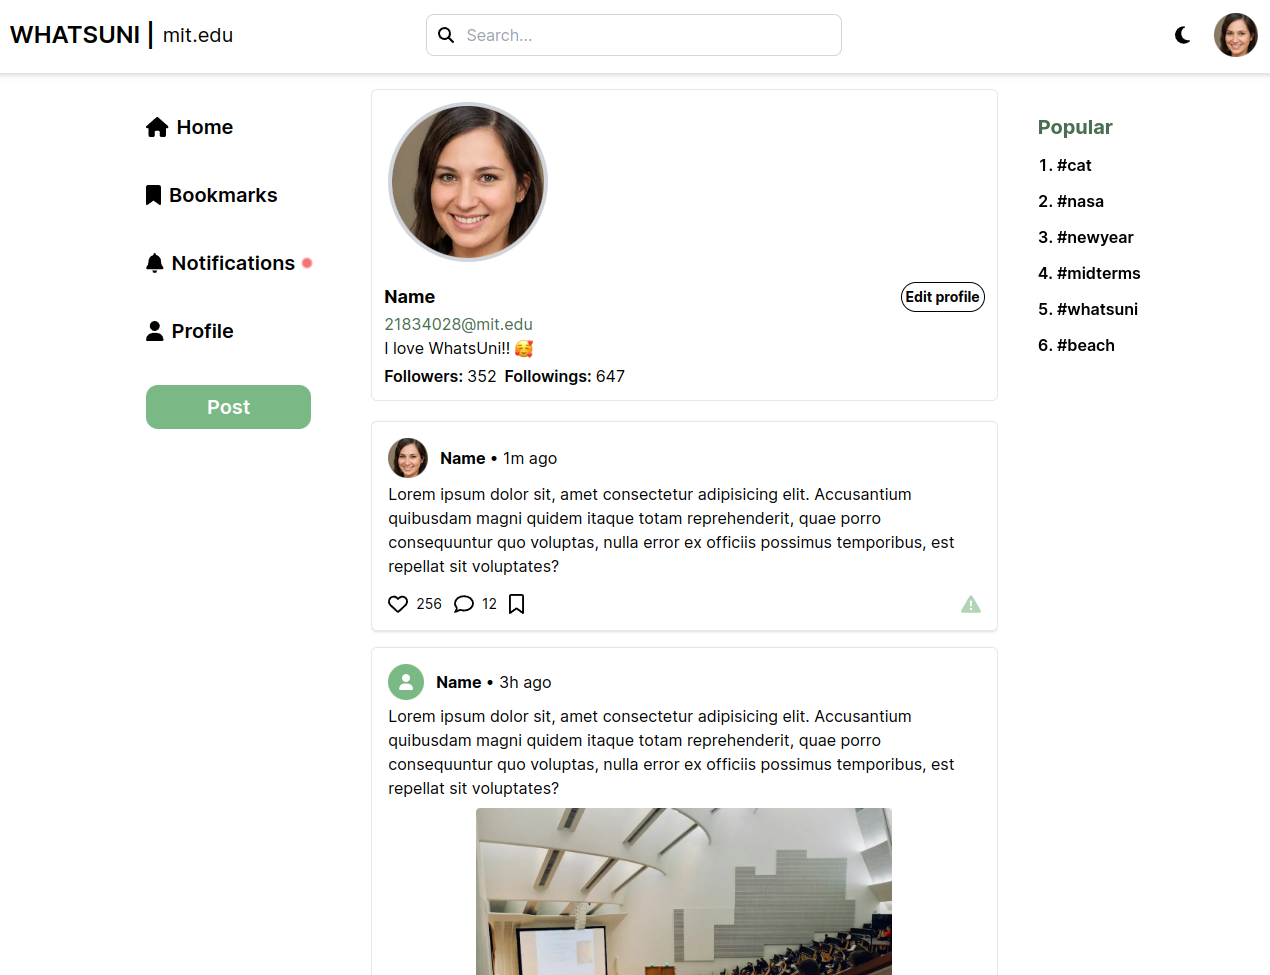 WHATSUNI | mit.edu
Search...
Home
Bookmarks
Notifications
Profile
Post
Name
Edit profile
21834028@mit.edu
I love WhatsUni!! 🥰
Followers: 352 Followings: 647
Name • 1m ago
Lorem ipsum dolor sit, amet consectetur adipisicing elit. Accusantium
quibusdam magni quidem itaque totam reprehenderit, quae porro
consequuntur quo voluptas, nulla error ex officiis possimus temporibus, est
repellat sit voluptates?
256 12
Name • 3h ago
Lorem ipsum dolor sit, amet consectetur adipisicing elit. Accusantium
quibusdam magni quidem itaque totam reprehenderit, quae porro
consequuntur quo voluptas, nulla error ex officiis possimus temporibus, est
repellat sit voluptates?
Popular
1. #cat
2. #nasa
3. #newyear
4. #midterms
5. #whatsuni
6. #beach